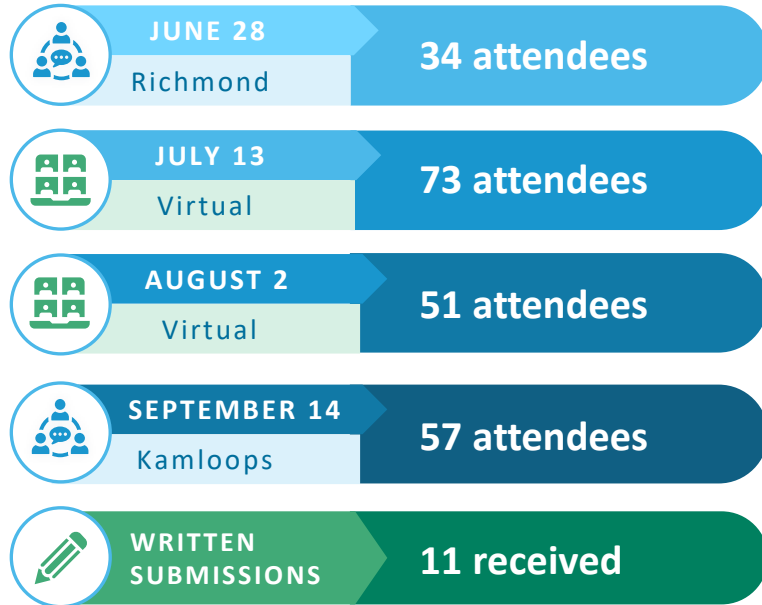 JUNE 28
Richmond
34 attendees
JULY 13
Virtual
73 attendees
AUGUST 2
Virtual
51 attendees
SEPTEMBER 14
Kamloops
57 attendees
WRITTEN
SUBMISSIONS
11 received